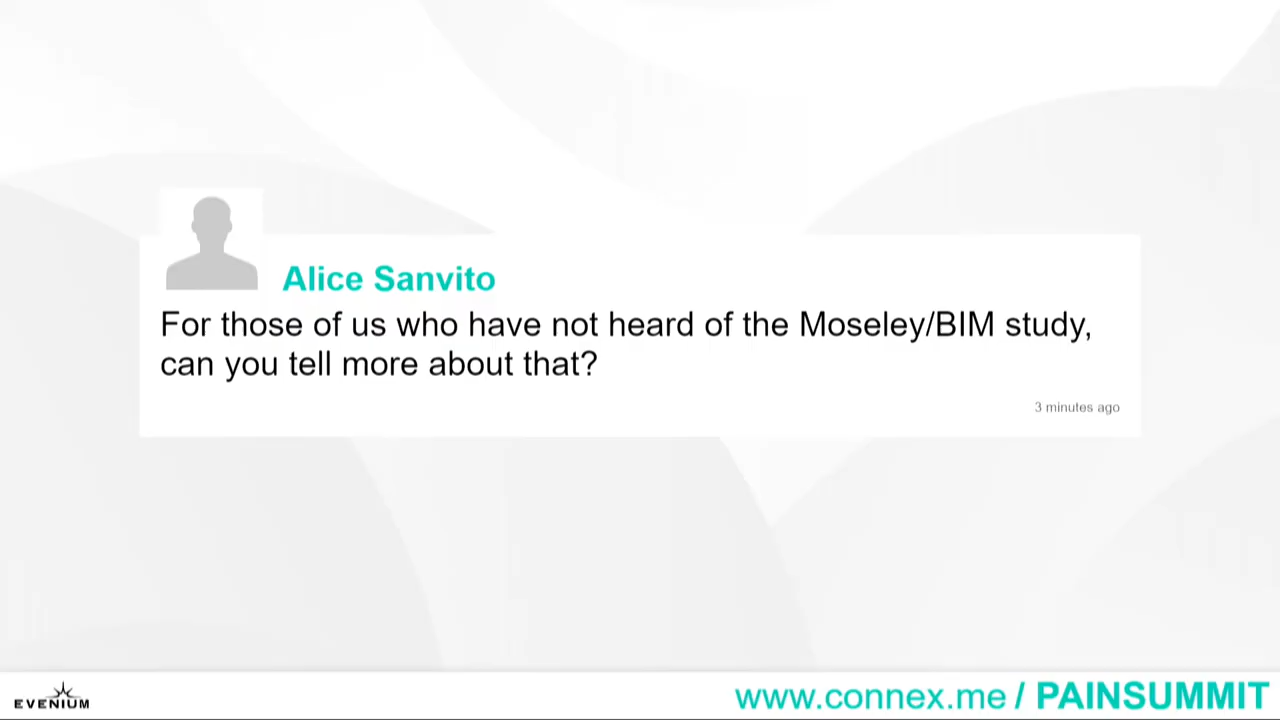 Alice Sanvito
For those of us who have not heard of the Moseley/BIM study,
can you tell more about that?
3 minutes ago
EVENIUM
www.connex.me / PAINSUMMIT